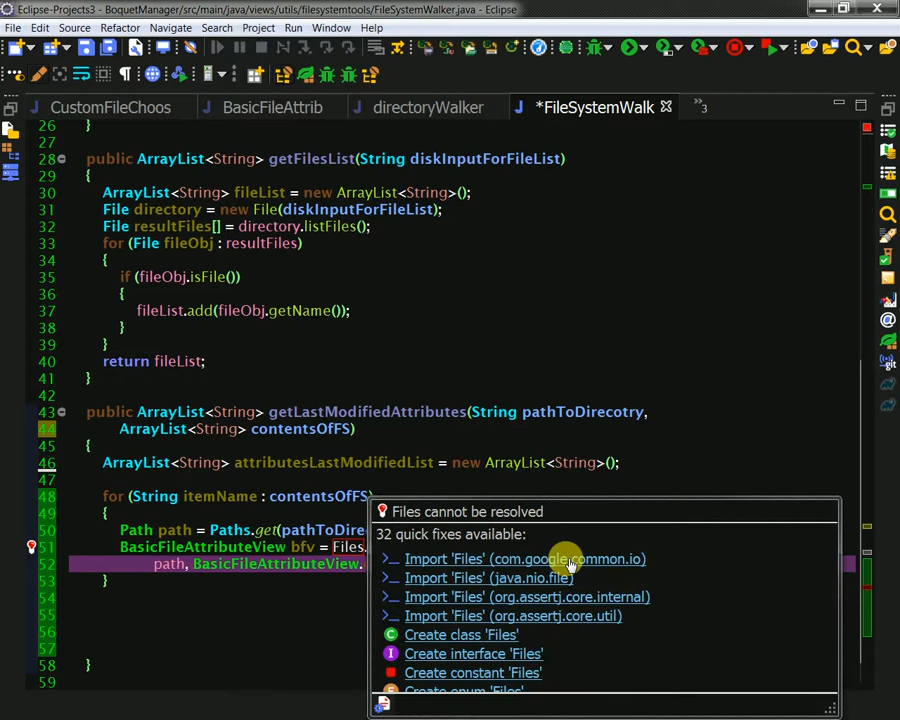 Eclipse-Projects3 - BoquetManager/src/main/java/views/utils/filesystemtools/FileSystemWalker.java - Eclipse
File Edit Source Refactor Navigate Search Project Run Window Help
CustomFileChoos BasicFileAttrib directoryWalker *FileSystemWalk »3
26 }
27
28 public ArrayList<String> getFilesList(String diskInputForFileList)
29 {
30 ArrayList<String> fileList = new ArrayList<String>();
31 File directory = new File(diskInputForFileList);
32 File resultFiles[] = directory.listFiles();
33 for (File fileObj : resultFiles)
34 {
35 if (fileObj.isFile())
36 {
37 fileList.add(fileObj.getName());
38 }
39 }
40 return fileList;
41 }
42
43 public ArrayList<String> getLastModifiedAttributes(String pathToDirecotry,
44 ArrayList<String> contentsOfFS)
45 {
46 ArrayList<String> attributesLastModifiedList = new ArrayList<String>();
47
48 for (String itemName : contentsOfFS)
49 {
50 Path path = Paths.get(pathToDire
51 BasicFileAttributeView bfv = Files.
52 path, BasicFileAttributeView.
53 }
54
55
56
57
58 }
59
Files cannot be resolved
32 quick fixes available:
Import 'Files' (com.google.common.io)
Import 'Files' (java.nio.file)
Import 'Files' (org.assertj.core.internal)
Import 'Files' (org.assertj.core.util)
Create class 'Files'
Create interface 'Files'
Create constant 'Files'
Create enum 'Files'